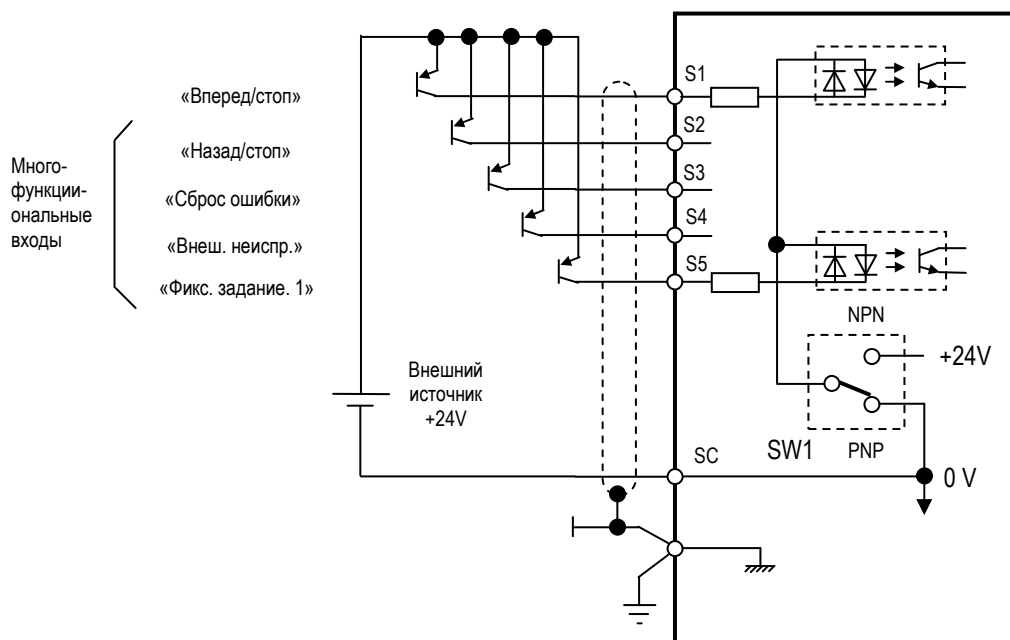 «Вперед/стоп»
Много-
функци-
ональные
входы
«Назад/стоп»
«Сброс ошибки»
«Внеш. неиспр.»
«Фикс. задание. 1»
Внешний
источник
+24V
S1
S2
S3
S4
S5
SC
NPN
+24V
SW1
PNP
0 V